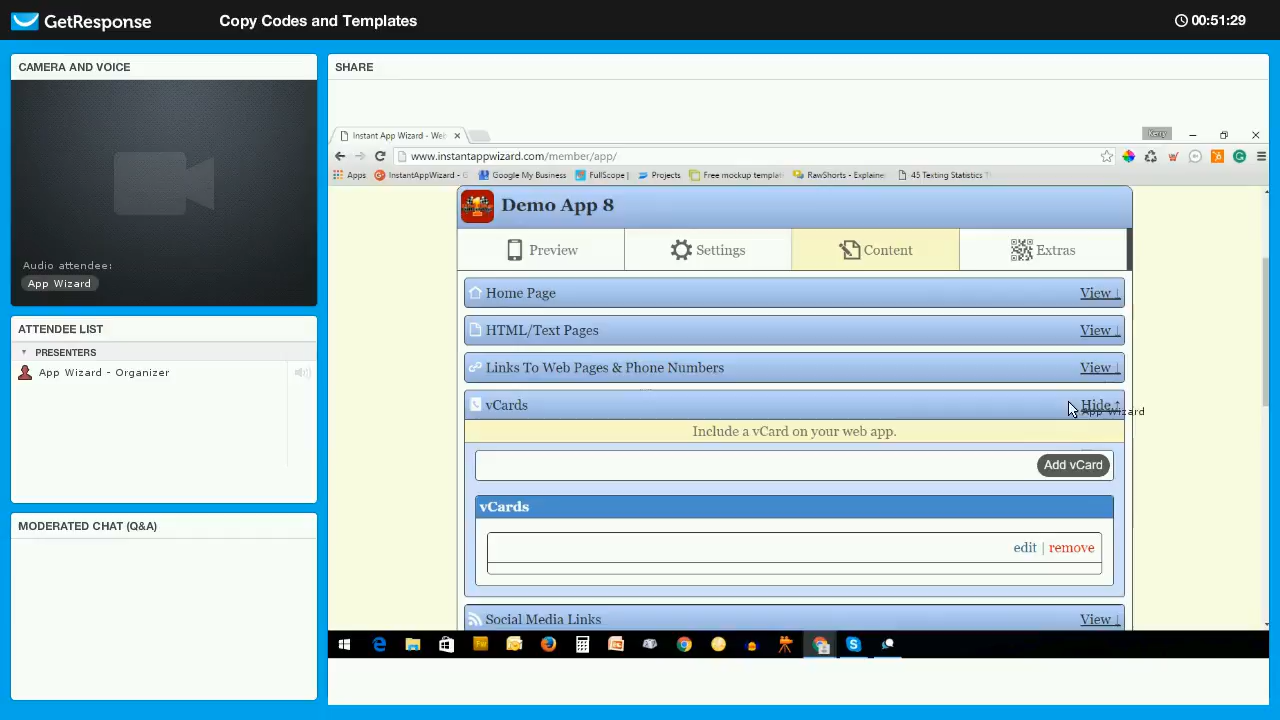 GetResponse
Copy Codes and Templates
00:51:29
CAMERA AND VOICE
Audio attendee:
App Wizard
ATTENDEE LIST
PRESENTERS
App Wizard - Organizer
MODERATED CHAT (Q&A)
SHARE
Instant App Wizard - We
Kerry
www.instantappwizard.com/member/app/
Apps
InstantAppWizard - G
Google My Business
FullScope |
Projects
Free mockup templat
RawShorts - Explaine
45 Texting Statistics T
Demo App 8
Preview
Settings
Content
Extras
Home Page
View ↓
HTML/Text Pages
View ↓
Links To Web Pages & Phone Numbers
View ↓
vCards
Hide ↑
App Wizard
Include a vCard on your web app.
Add vCard
vCards
edit | remove
Social Media Links
View ↓